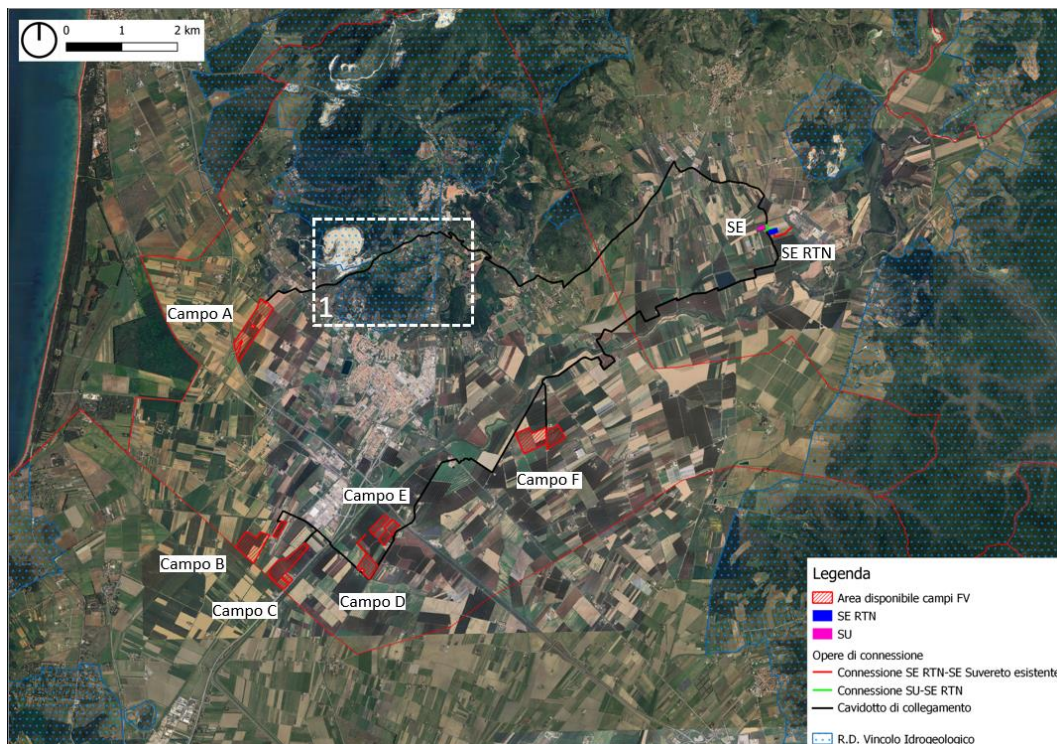 0 1 2 km
SE
SE RTN
Campo A
1
Campo F
Campo E
Campo B
Campo D
Campo C
Legenda
Area disponibile campi FV
SE RTN
SU
Opere di connessione
Connessione SE RTN-SE Suvereto esistente
Connessione SU-SE RTN
Cavidotto di collegamento
R.D. Vincolo Idrogeologico